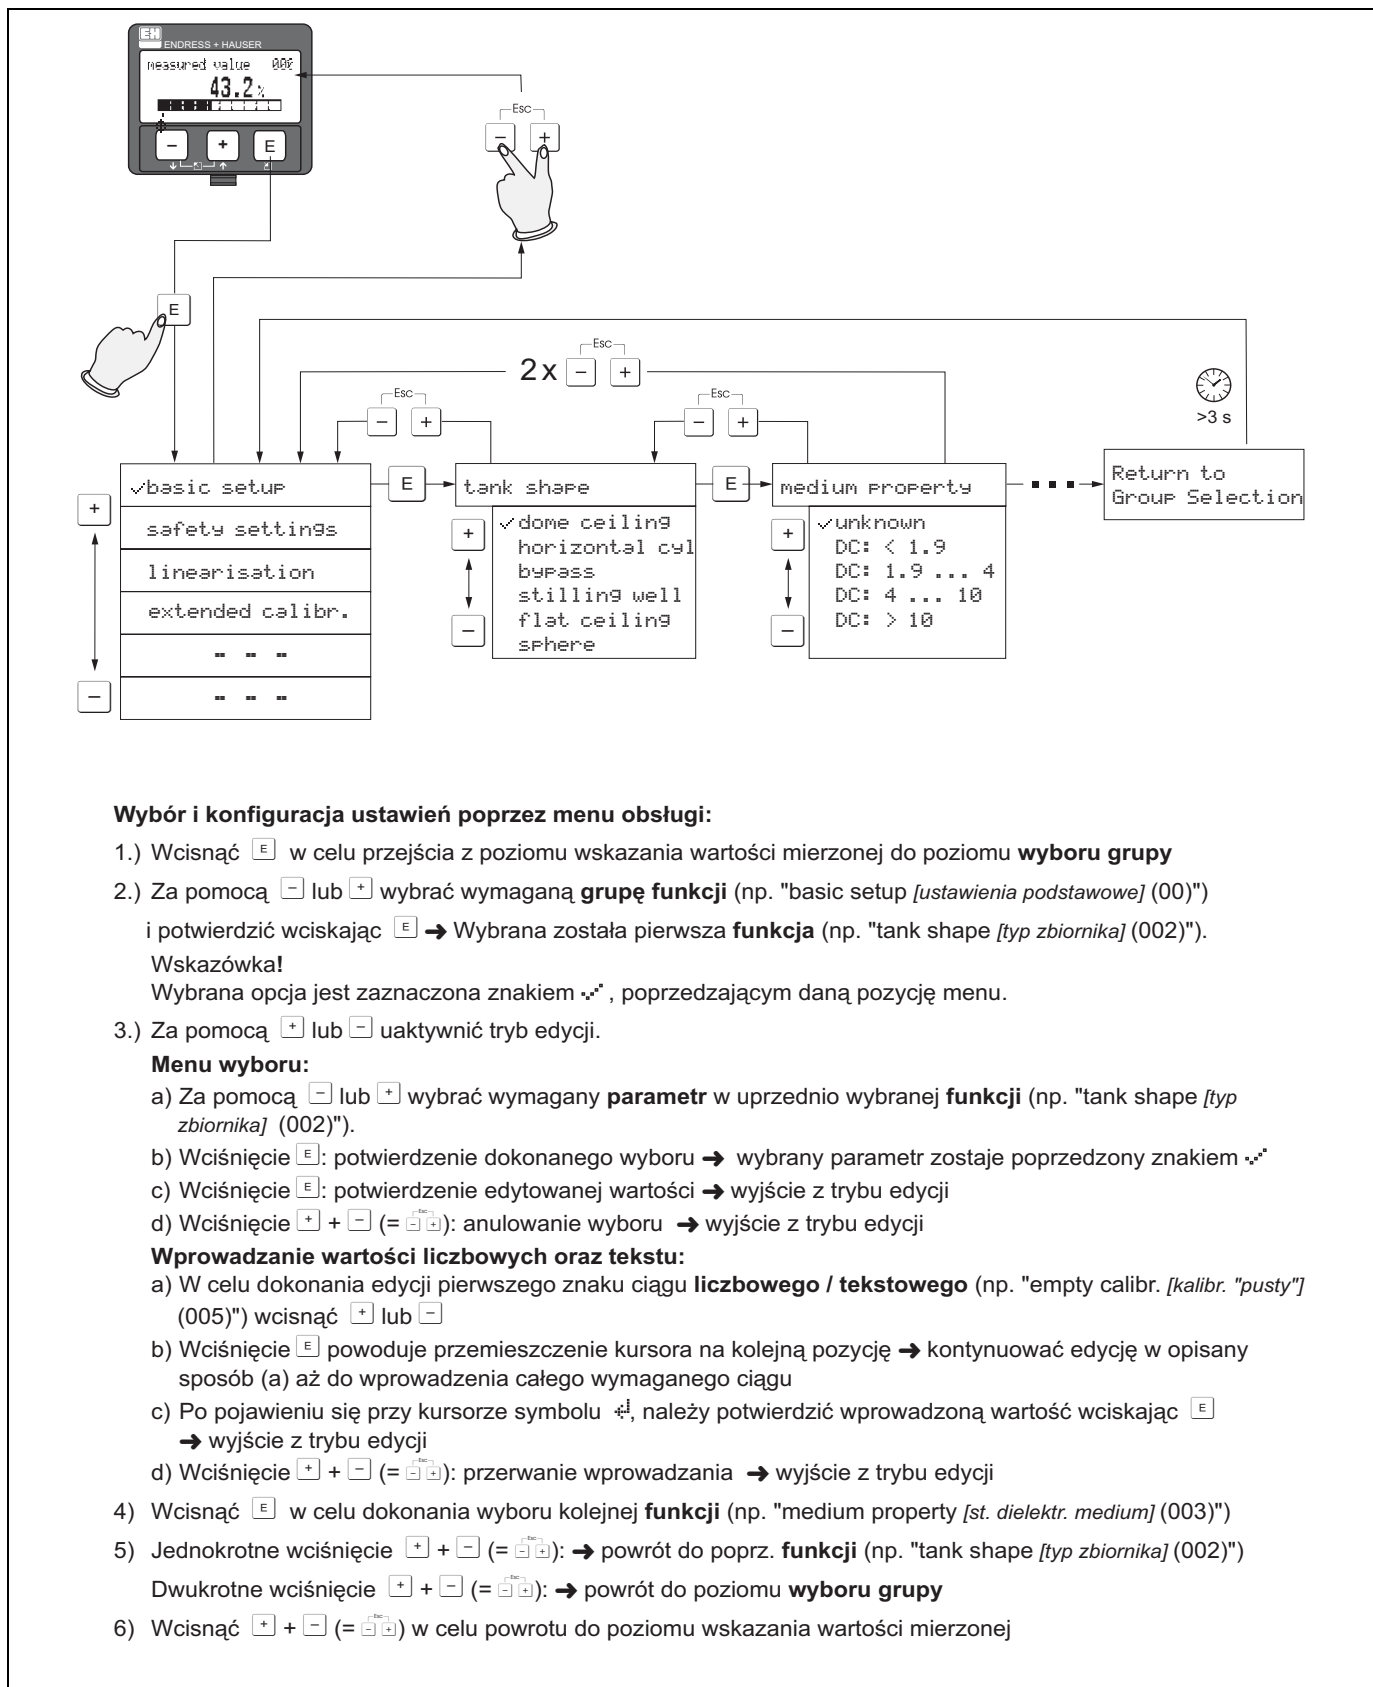 EH
ENDRESS + HAUSER
measured value 000
43.2 %
− + E
Esc
− +
E
Esc
2 x − +
Esc
− +
Esc
− +
>3 s
✓basic setup
E
tank shape
E
medium property
Return to
Group Selection
+
safety settings
linearisation
extended calibr.
- - -
- - -
−
+
−
✓dome ceiling
horizontal cyl
bypass
stilling well
flat ceiling
sphere
+
−
✓unknown
DC: < 1.9
DC: 1.9 ... 4
DC: 4 ... 10
DC: > 10
Wybór i konfiguracja ustawień poprzez menu obsługi:
1.) Wcisnąć E w celu przejścia z poziomu wskazania wartości mierzonej do poziomu wyboru grupy
2.) Za pomocą − lub + wybrać wymaganą grupę funkcji (np. "basic setup [ustawienia podstawowe] (00)")
i potwierdzić wciskając E ➜ Wybrana została pierwsza funkcja (np. "tank shape [typ zbiornika] (002)").
Wskazówka!
Wybrana opcja jest zaznaczona znakiem ✓ , poprzedzającym daną pozycję menu.
3.) Za pomocą + lub − uaktywnić tryb edycji.
Menu wyboru:
a) Za pomocą − lub + wybrać wymagany parametr w uprzednio wybranej funkcji (np. "tank shape [typ
zbiornika] (002)").
b) Wciśnięcie E: potwierdzenie dokonanego wyboru ➜ wybrany parametr zostaje poprzedzony znakiem ✓
c) Wciśnięcie E: potwierdzenie edytowanej wartości ➜ wyjście z trybu edycji
d) Wciśnięcie + + − (= Esc − +): anulowanie wyboru ➜ wyjście z trybu edycji
Wprowadzanie wartości liczbowych oraz tekstu:
a) W celu dokonania edycji pierwszego znaku ciągu liczbowego / tekstowego (np. "empty calibr. [kalibr. "pusty"]
(005)") wcisnąć + lub −
b) Wciśnięcie E powoduje przemieszczenie kursora na kolejną pozycję ➜ kontynuować edycję w opisany
sposób (a) aż do wprowadzenia całego wymaganego ciągu
c) Po pojawieniu się przy kursorze symbolu ↲, należy potwierdzić wprowadzoną wartość wciskając E
➜ wyjście z trybu edycji
d) Wciśnięcie + + − (= Esc − +): przerwanie wprowadzania ➜ wyjście z trybu edycji
4) Wcisnąć E w celu dokonania wyboru kolejnej funkcji (np. "medium property [st. dielektr. medium] (003)")
5) Jednokrotne wciśnięcie + + − (= Esc − +): ➜ powrót do poprz. funkcji (np. "tank shape [typ zbiornika] (002)")
Dwukrotne wciśnięcie + + − (= Esc − +): ➜ powrót do poziomu wyboru grupy
6) Wcisnąć + + − (= Esc − +) w celu powrotu do poziomu wskazania wartości mierzonej